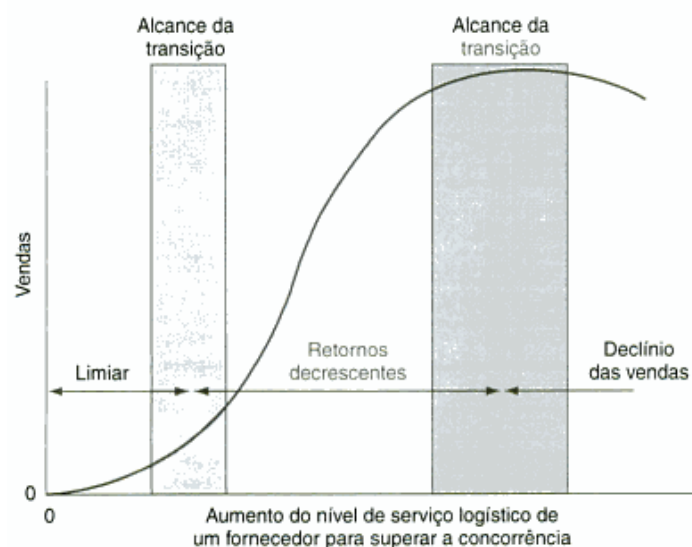 Alcance da
transição
Alcance da
transição
Vendas
Limiar
Retornos
decrescentes
Declínio
das vendas
0
0
Aumento do nível de serviço logístico de
um fornecedor para superar a concorrência